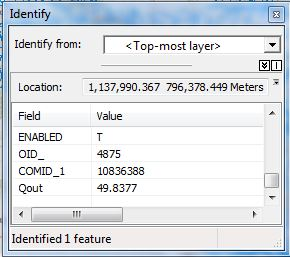 Identify
Identify from: <Top-most layer>
Location: 1,137,990.367 796,378.449 Meters
Field Value
ENABLED T
OID_ 4875
COMID_1 10836388
Qout 49.8377
Identified 1 feature